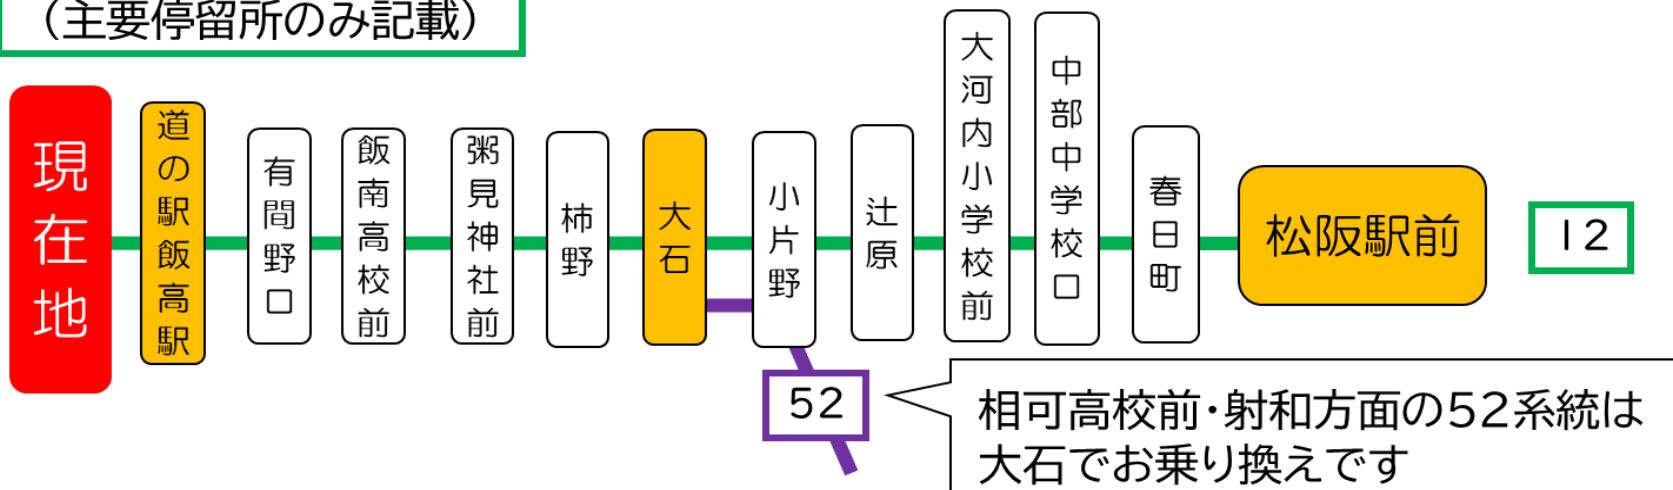 （主要停留所のみ記載）
現在地
道の駅飯高駅
有間野口
飯南高校前
粥見神社前
柿野
大石
小片野
辻原
大河内小学校前
中部中学校口
春日町
松阪駅前
12
52
相可高校前・射和方面の52系統は
大石でお乗り換えです